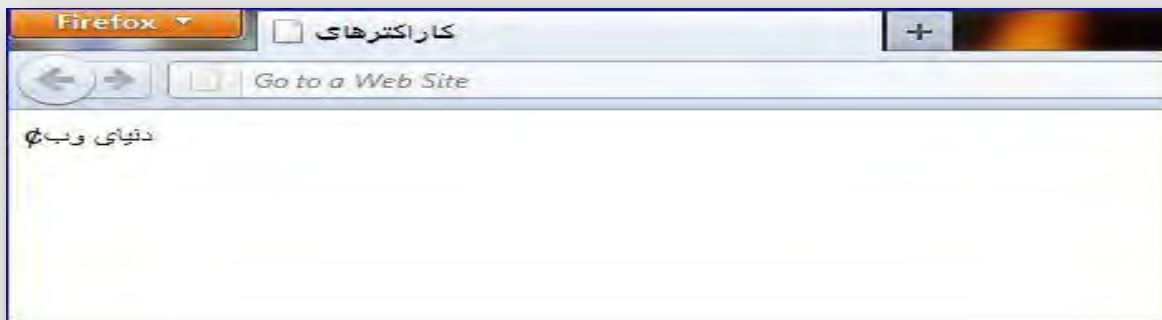 Firefox
کاراکترهای
+
Go to a Web Site
دنیای وب¢